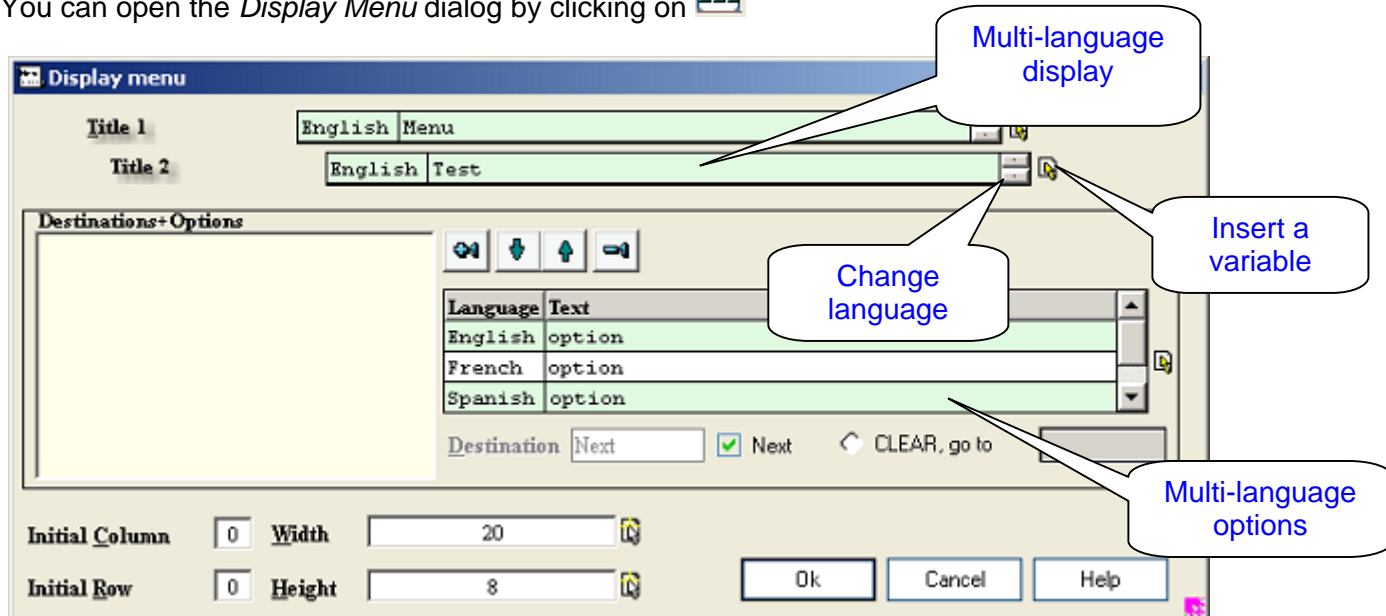 You can open the Display Menu dialog by clicking on
Multi-language
display
Display menu
Title 1 English Menu
Title 2 English Test
Insert a
variable
Destinations+Options
Change
language
Language Text
English option
French option
Spanish option
Destination Next Next CLEAR, go to
Multi-language
options
Initial Column 0 Width 20
Initial Row 0 Height 8 Ok Cancel Help